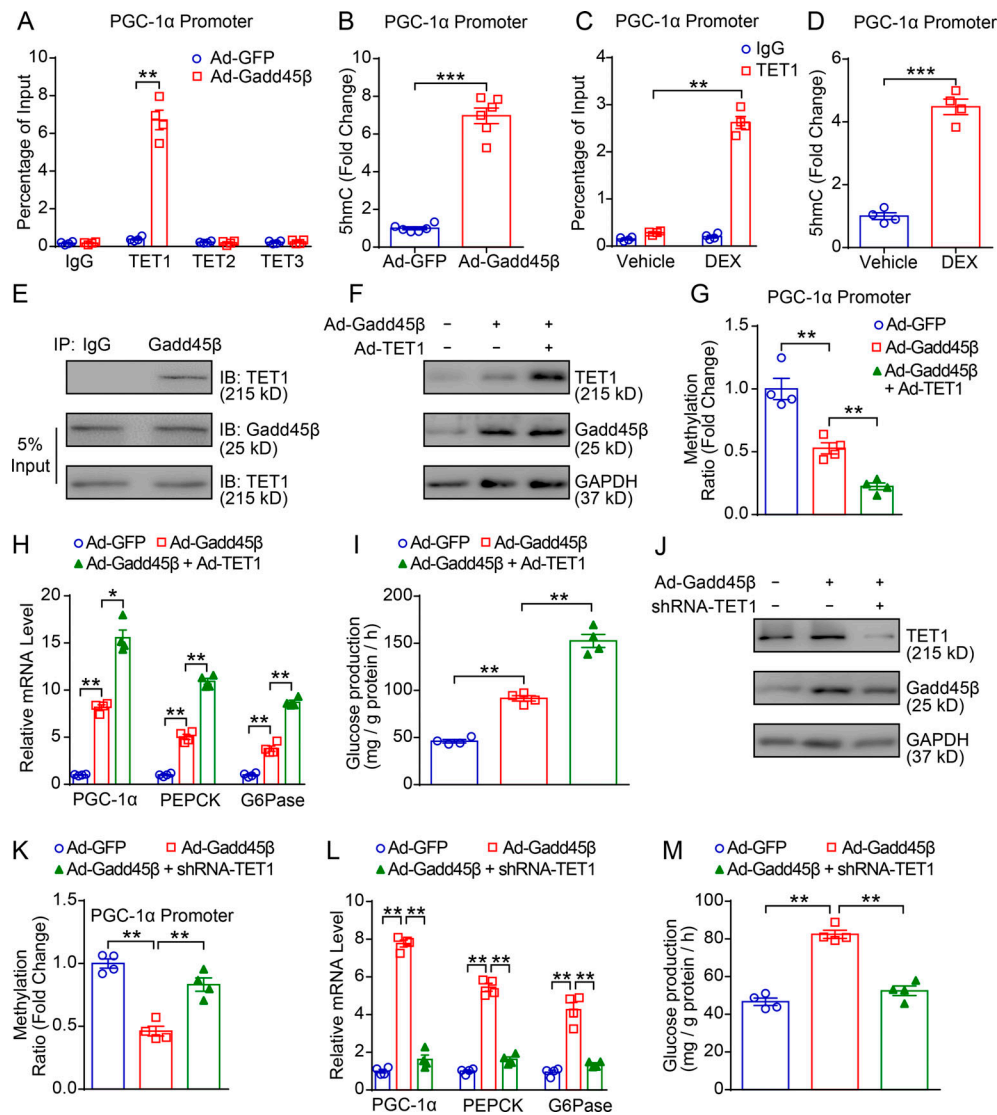 A
PGC-1α Promoter
Ad-GFP
Ad-Gadd45β
Percentage of Input
10
8
6
4
2
0
**
IgG
TET1
TET2
TET3
B
PGC-1α Promoter
5hmC (Fold Change)
10
8
6
4
2
0
***
Ad-GFP
Ad-Gadd45β
C
PGC-1α Promoter
IgG
TET1
Percentage of Input
4
3
2
1
0
**
Vehicle
DEX
D
PGC-1α Promoter
5hmC (Fold Change)
6
4
2
0
***
Vehicle
DEX
E
IP: IgG Gadd45β
IB: TET1
(215 kD)
5%
Input
IB: Gadd45β
(25 kD)
IB: TET1
(215 kD)
F
Ad-Gadd45β – + +
Ad-TET1 – – +
TET1
(215 kD)
Gadd45β
(25 kD)
GAPDH
(37 kD)
G
PGC-1α Promoter
Ad-GFP
Ad-Gadd45β
Ad-Gadd45β
+ Ad-TET1
Methylation
Ratio (Fold Change)
1.5
1.0
0.5
0.0
**
**
H
Ad-GFP
Ad-Gadd45β
Ad-Gadd45β + Ad-TET1
Relative mRNA Level
20
15
10
5
0
**
*
**
**
**
**
PGC-1α
PEPCK
G6Pase
I
Ad-GFP
Ad-Gadd45β
Ad-Gadd45β + Ad-TET1
Glucose production
(mg / g protein / h)
200
150
100
50
0
**
**
J
Ad-Gadd45β – + +
shRNA-TET1 – – +
TET1
(215 kD)
Gadd45β
(25 kD)
GAPDH
(37 kD)
K
Ad-GFP
Ad-Gadd45β
Ad-Gadd45β + shRNA-TET1
PGC-1α Promoter
Methylation
Ratio (Fold Change)
1.5
1.0
0.5
0.0
**
**
L
Ad-GFP
Ad-Gadd45β
Ad-Gadd45β + shRNA-TET1
Relative mRNA Level
10
8
6
4
2
0
** **
** **
** **
PGC-1α
PEPCK
G6Pase
M
Ad-GFP
Ad-Gadd45β
Ad-Gadd45β + shRNA-TET1
Glucose production
(mg / g protein / h)
100
80
60
40
20
0
**
**